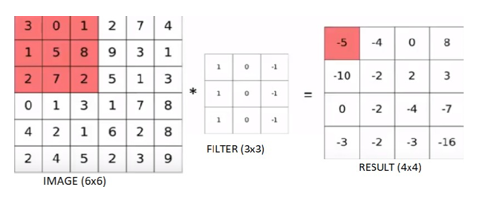 3 0 1 2 7 4
1 5 8 9 3 1
2 7 2 5 1 3
0 1 3 1 7 8
4 2 1 6 2 8
2 4 5 2 3 9
IMAGE (6x6)
*
1 0 -1
1 0 -1
1 0 -1
FILTER (3x3)
=
-5 -4 0 8
-10 -2 2 3
0 -2 -4 -7
-3 -2 -3 -16
RESULT (4x4)